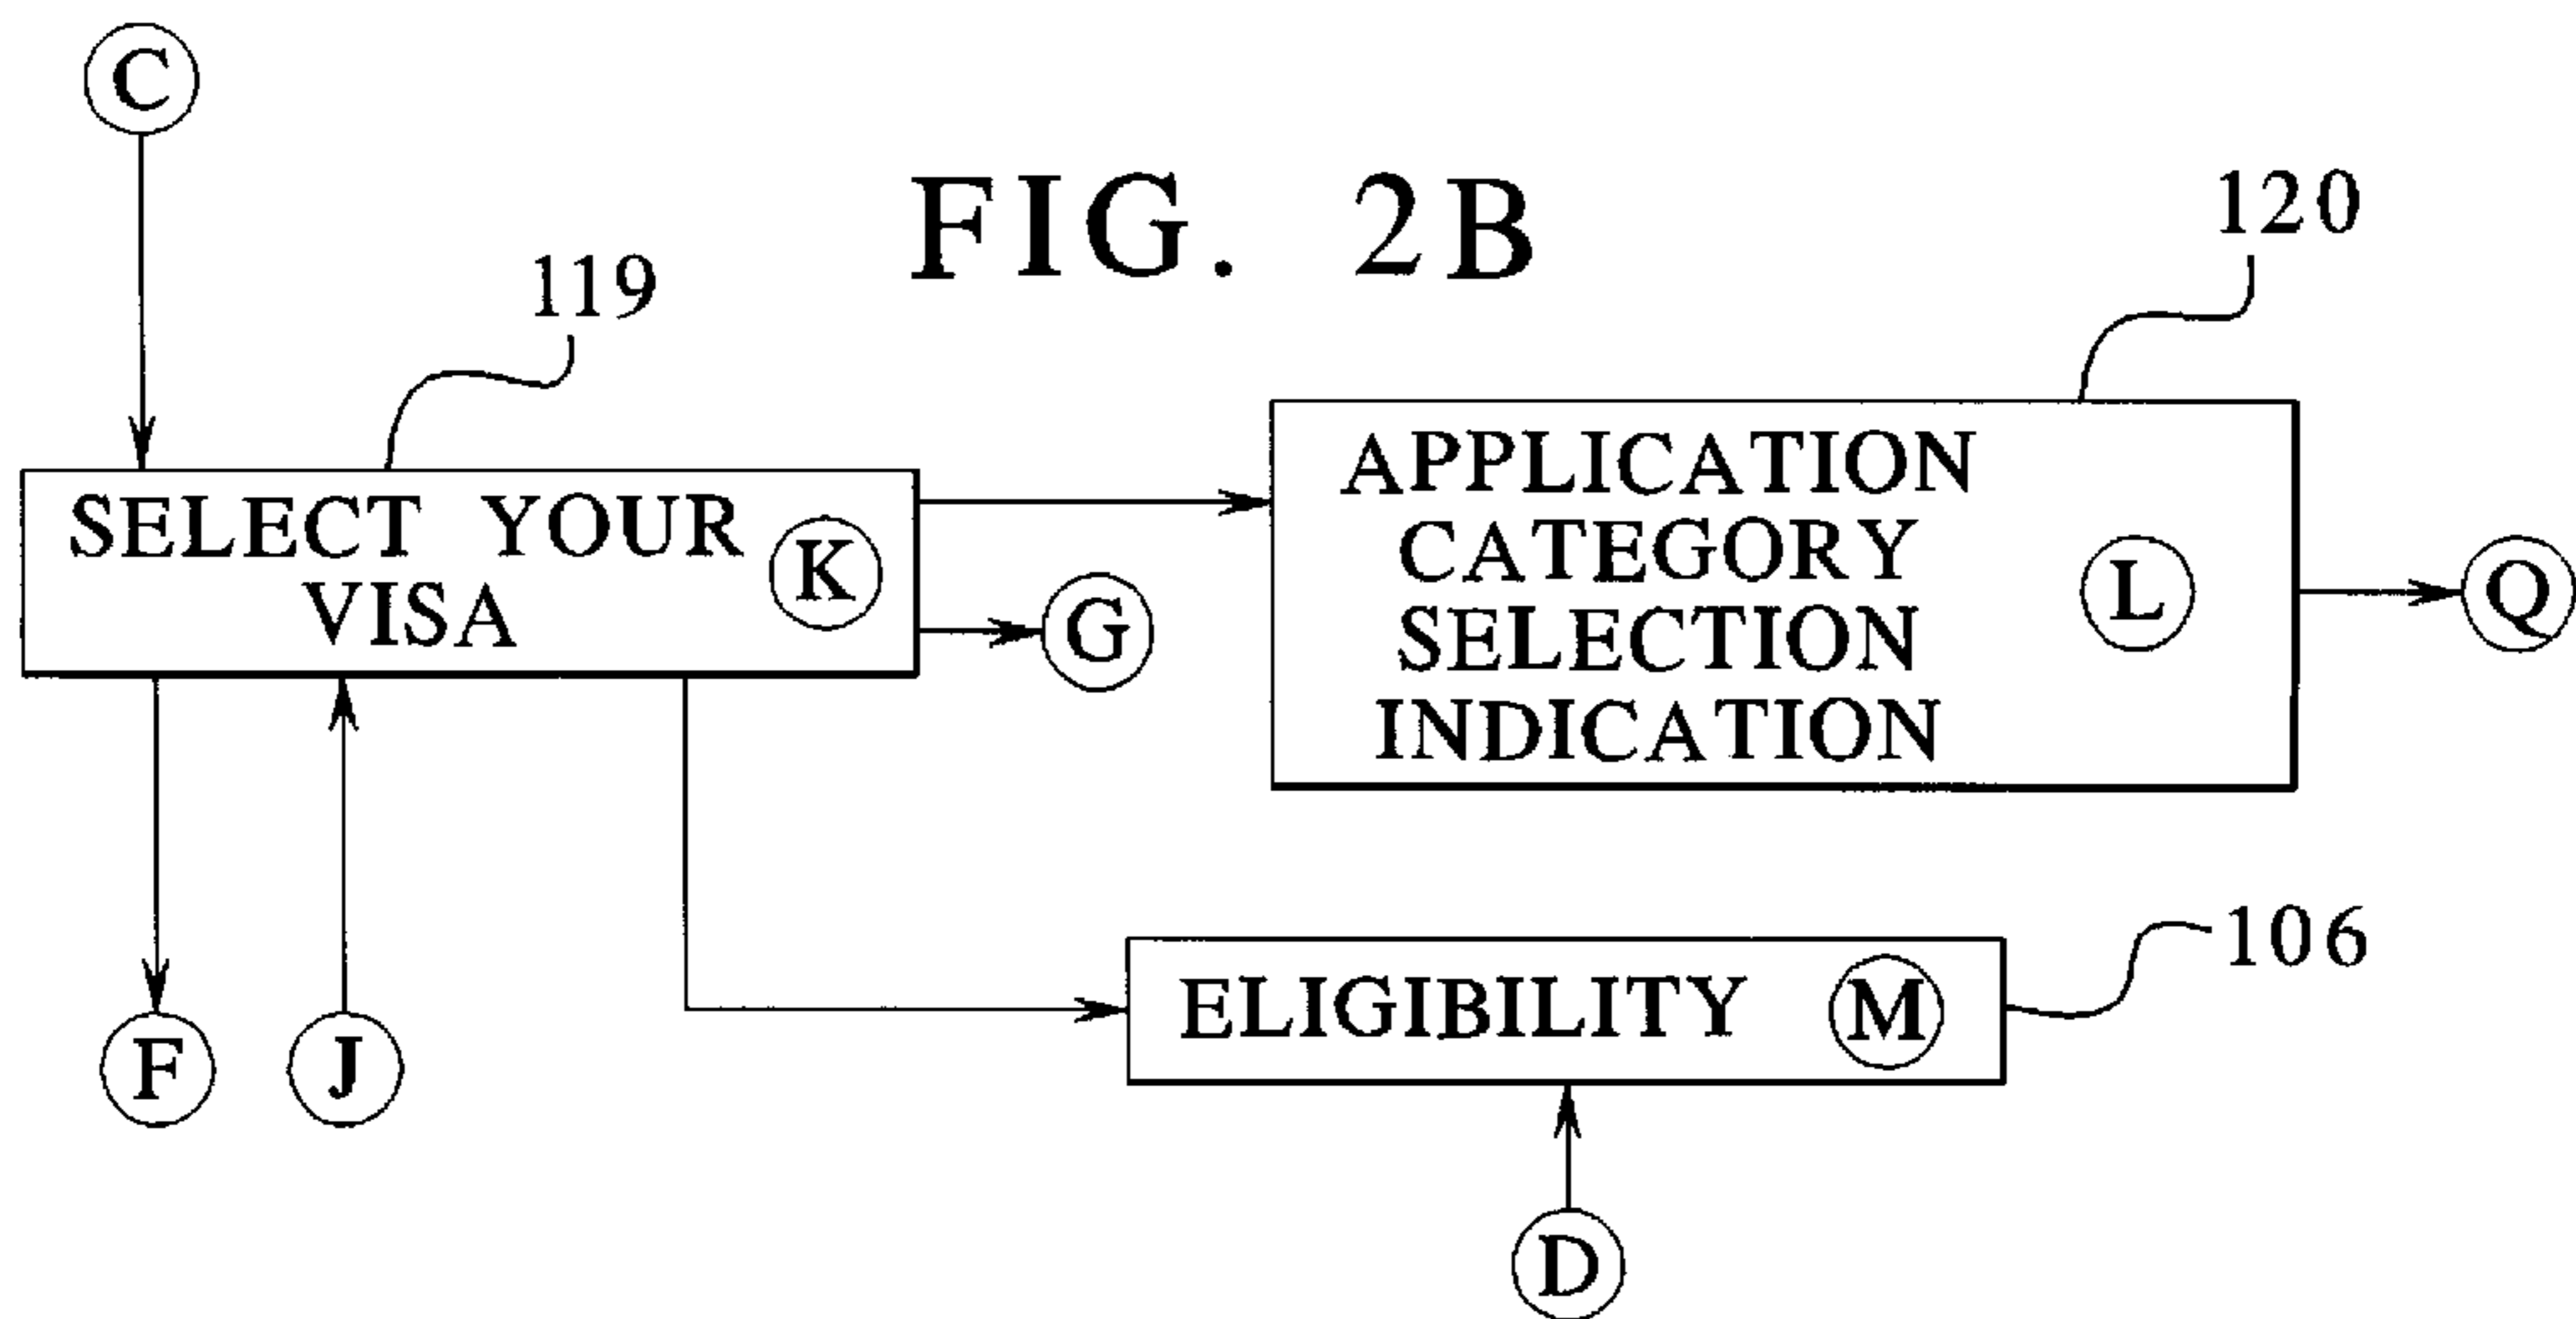 C
FIG. 2B
120
119
SELECT YOUR
VISA
K
G
APPLICATION
CATEGORY
SELECTION
INDICATION
L
Q
F
J
ELIGIBILITY
M
106
D